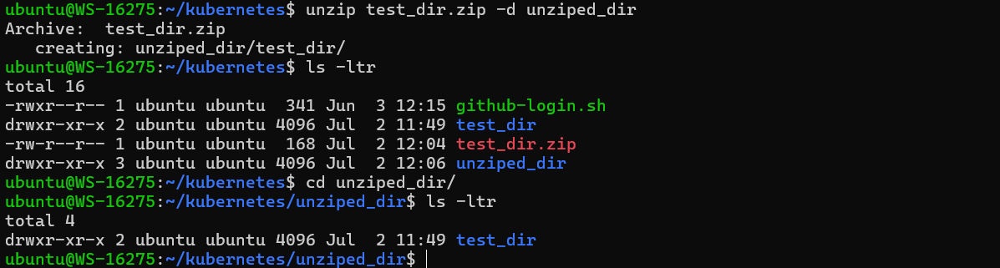 ubuntu@WS-16275:~/kubernetes$ unzip test_dir.zip -d unziped_dir
Archive:  test_dir.zip
   creating: unziped_dir/test_dir/
ubuntu@WS-16275:~/kubernetes$ ls -ltr
total 16
-rwxr--r-- 1 ubuntu ubuntu  341 Jun  3 12:15 github-login.sh
drwxr-xr-x 2 ubuntu ubuntu 4096 Jul  2 11:49 test_dir
-rw-r--r-- 1 ubuntu ubuntu  168 Jul  2 12:04 test_dir.zip
drwxr-xr-x 3 ubuntu ubuntu 4096 Jul  2 12:06 unziped_dir
ubuntu@WS-16275:~/kubernetes$ cd unziped_dir/
ubuntu@WS-16275:~/kubernetes/unziped_dir$ ls -ltr
total 4
drwxr-xr-x 2 ubuntu ubuntu 4096 Jul  2 11:49 test_dir
ubuntu@WS-16275:~/kubernetes/unziped_dir$